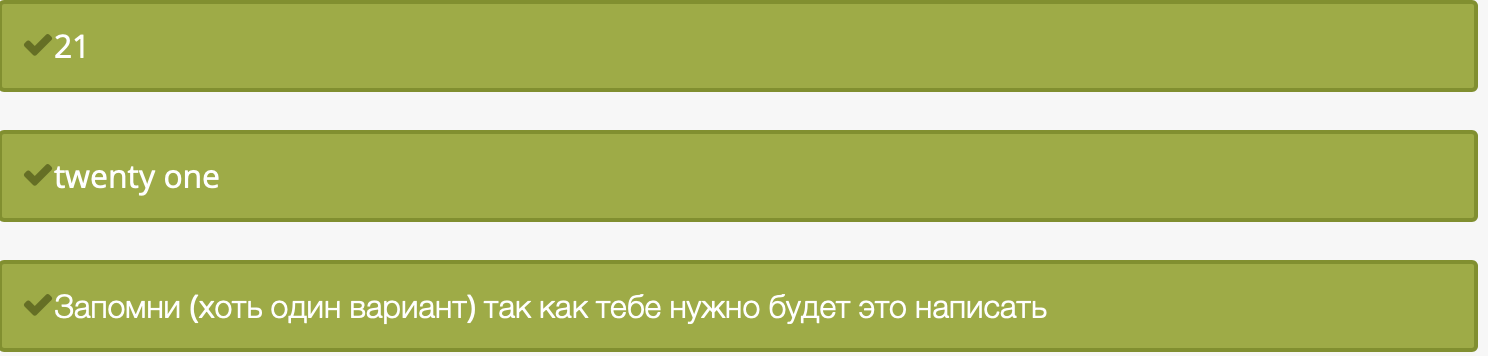 21
twenty one
Запомни (хоть один вариант) так как тебе нужно будет это написать